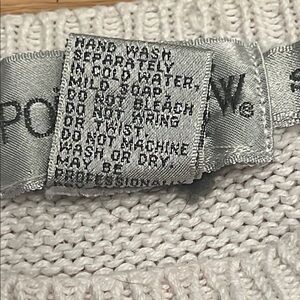 HAND WASH
SEPARATELY
IN COLD WATER,
MILD SOAP.
DO NOT BLEACH
DO NOT WRING
OR TWIST.
DO NOT MACHINE
WASH OR DRY.
MAY BE
PROFESSIONALLY
PO
W